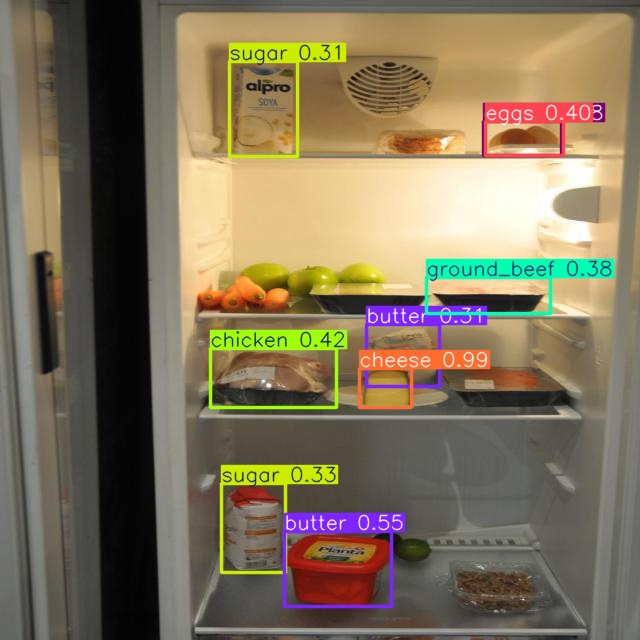 sugar 0.31
alpro
SOYA
eggs 0.408
ground_beef 0.38
butter 0.31
chicken 0.42
cheese 0.99
sugar 0.33
butter 0.55
Planta